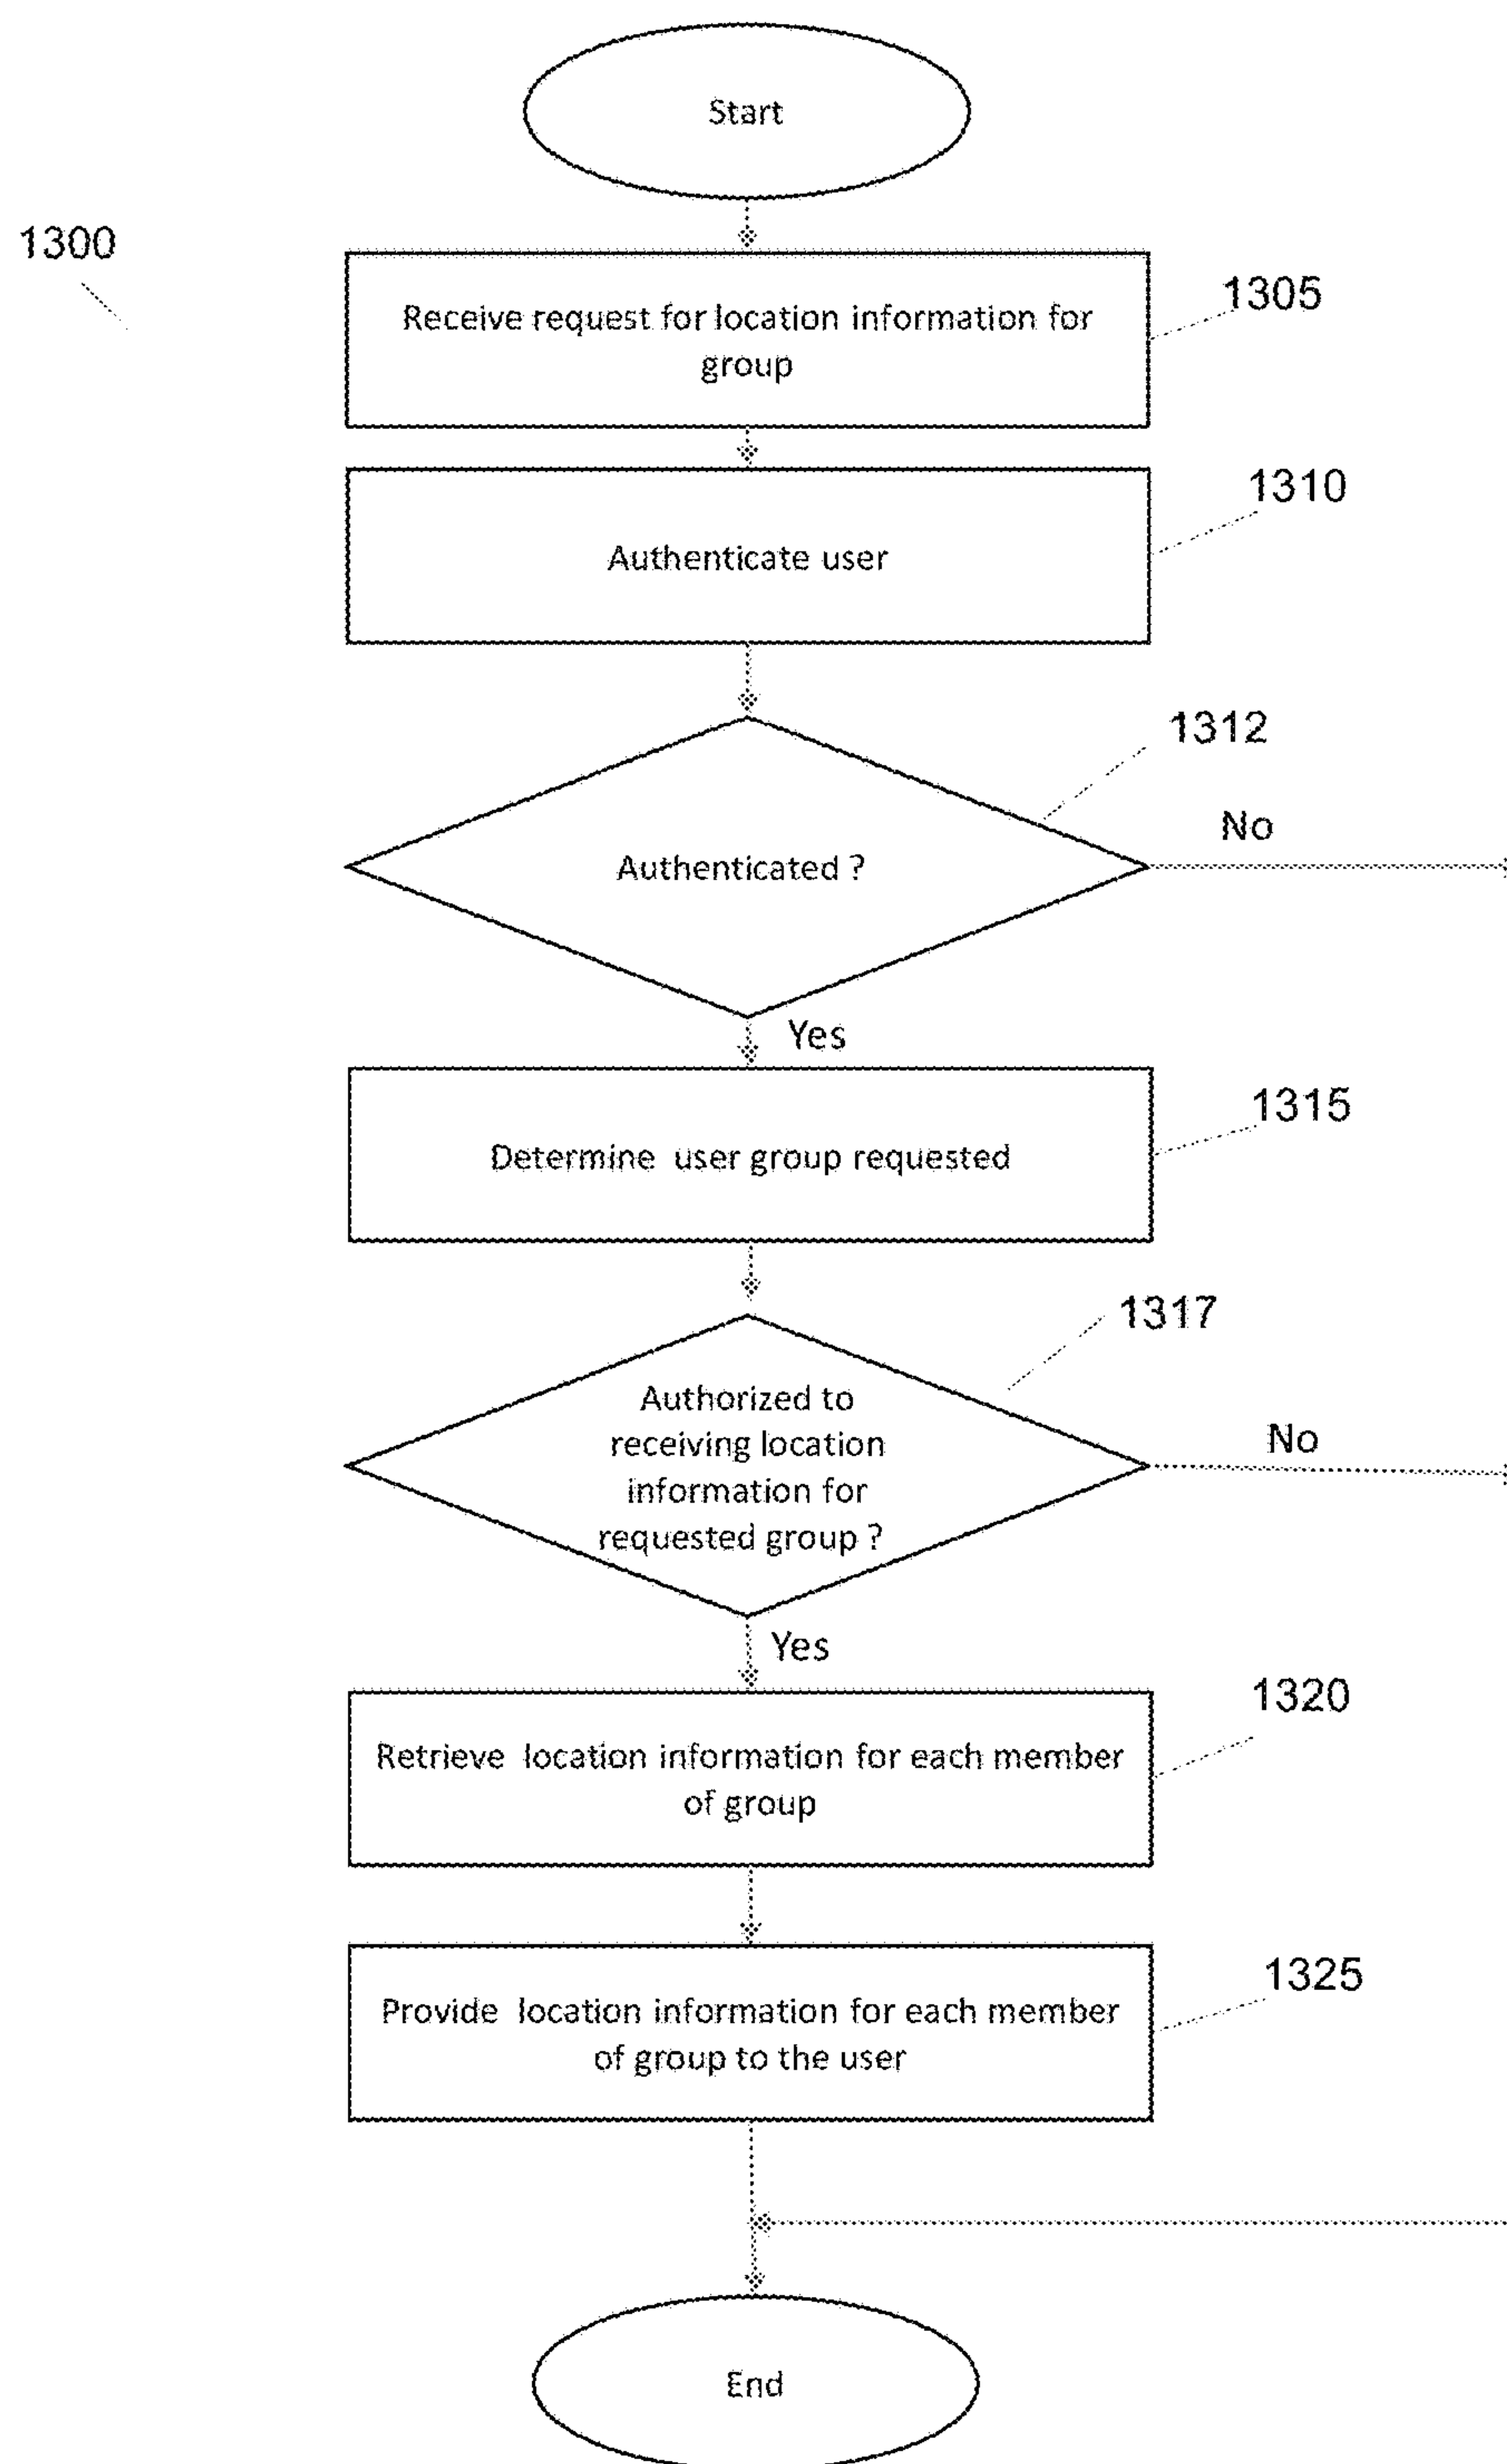 Start
1300
1305
Receive request for location information for
group
1310
Authenticate user
1312
No
Authenticated ?
Yes
1315
Determine user group requested
1317
Authorized to
receiving location
information for
requested group ?
No
Yes
1320
Retrieve location information for each member
of group
1325
Provide location information for each member
of group to the user
End